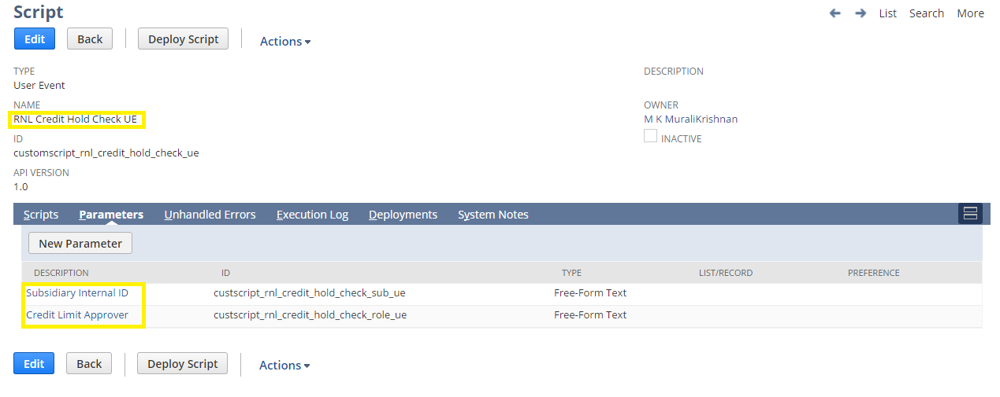 Script
List Search More
Edit Back Deploy Script Actions
TYPE DESCRIPTION
User Event
NAME OWNER
RNL Credit Hold Check UE M K MuraliKrishnan
ID INACTIVE
customscript_rnl_credit_hold_check_ue
API VERSION
1.0
Scripts Parameters Unhandled Errors Execution Log Deployments System Notes
New Parameter
DESCRIPTION ID TYPE LIST/RECORD PREFERENCE
Subsidiary Internal ID custscript_rnl_credit_hold_check_sub_ue Free-Form Text
Credit Limit Approver custscript_rnl_credit_hold_check_role_ue Free-Form Text
Edit Back Deploy Script Actions